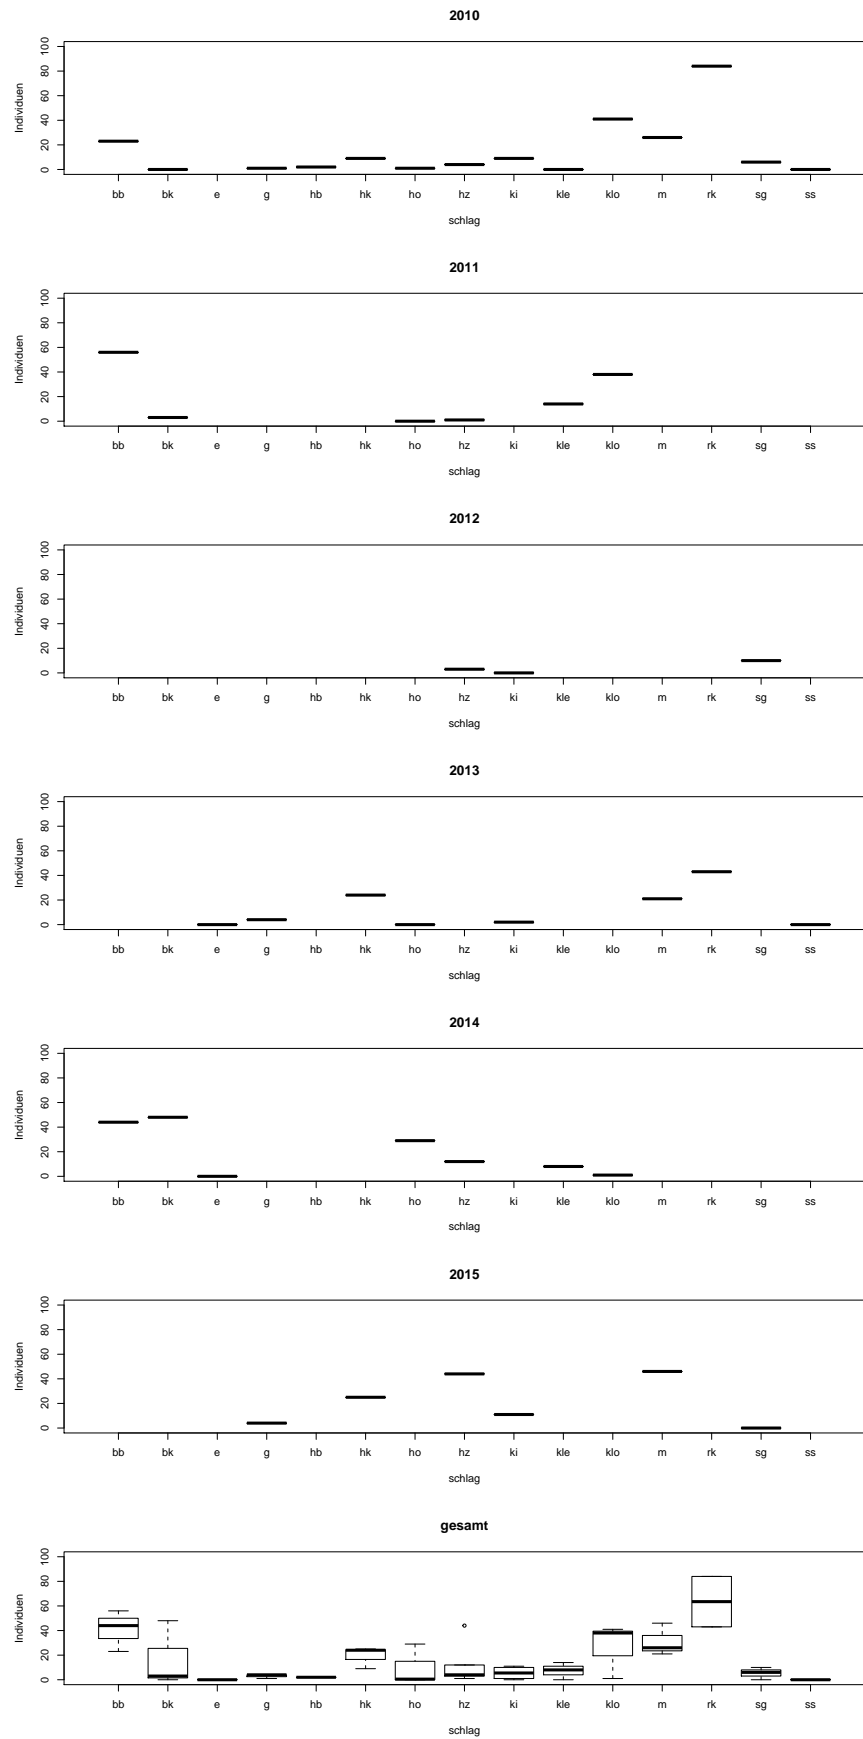 2010
Individuen
0 20 40 60 80 100
bb bk e g hb hk ho hz ki kle klo m rk sg ss
schlag
2011
Individuen
0 20 40 60 80 100
bb bk e g hb hk ho hz ki kle klo m rk sg ss
schlag
2012
Individuen
0 20 40 60 80 100
bb bk e g hb hk ho hz ki kle klo m rk sg ss
schlag
2013
Individuen
0 20 40 60 80 100
bb bk e g hb hk ho hz ki kle klo m rk sg ss
schlag
2014
Individuen
0 20 40 60 80 100
bb bk e g hb hk ho hz ki kle klo m rk sg ss
schlag
2015
Individuen
0 20 40 60 80 100
bb bk e g hb hk ho hz ki kle klo m rk sg ss
schlag
gesamt
Individuen
0 20 40 60 80 100
bb bk e g hb hk ho hz ki kle klo m rk sg ss
schlag